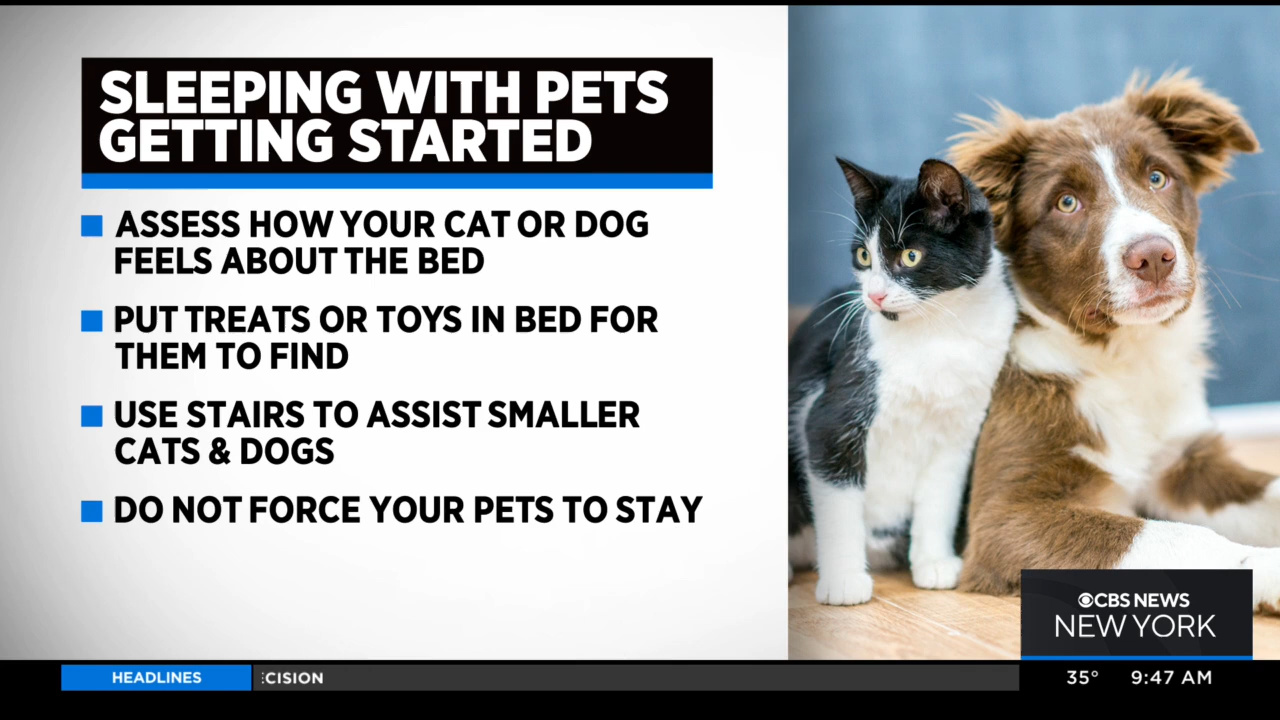 SLEEPING WITH PETS
GETTING STARTED
ASSESS HOW YOUR CAT OR DOG
FEELS ABOUT THE BED
PUT TREATS OR TOYS IN BED FOR
THEM TO FIND
USE STAIRS TO ASSIST SMALLER
CATS & DOGS
DO NOT FORCE YOUR PETS TO STAY
CBS NEWS
NEW YORK
HEADLINES
CISION
35° 9:47 AM